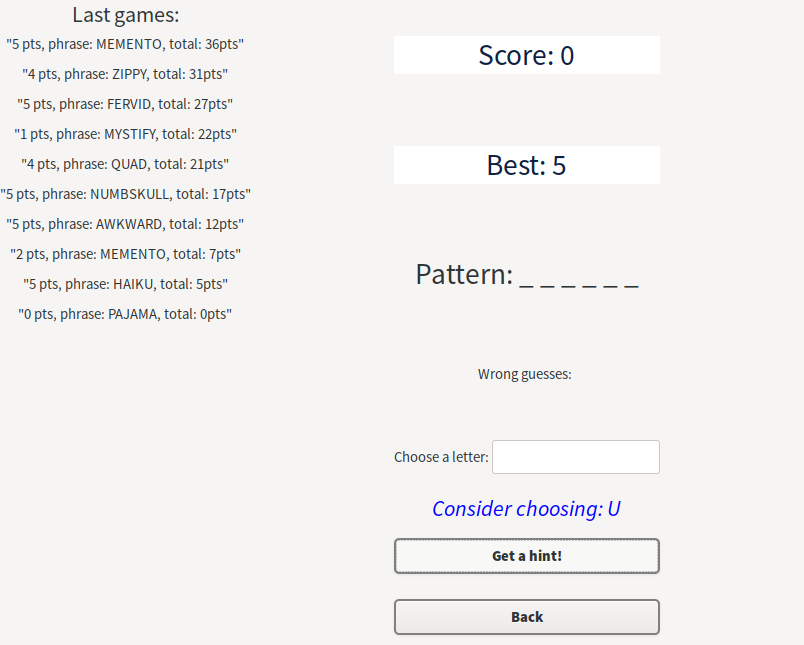 Last games:
"5 pts, phrase: MEMENTO, total: 36pts"
"4 pts, phrase: ZIPPY, total: 31pts"
"5 pts, phrase: FERVID, total: 27pts"
"1 pts, phrase: MYSTIFY, total: 22pts"
"4 pts, phrase: QUAD, total: 21pts"
"5 pts, phrase: NUMBSKULL, total: 17pts"
"5 pts, phrase: AWKWARD, total: 12pts"
"2 pts, phrase: MEMENTO, total: 7pts"
"5 pts, phrase: HAIKU, total: 5pts"
"0 pts, phrase: PAJAMA, total: 0pts"
Score: 0
Best: 5
Pattern: _ _ _ _ _ _
Wrong guesses:
Choose a letter:
Consider choosing: U
Get a hint!
Back